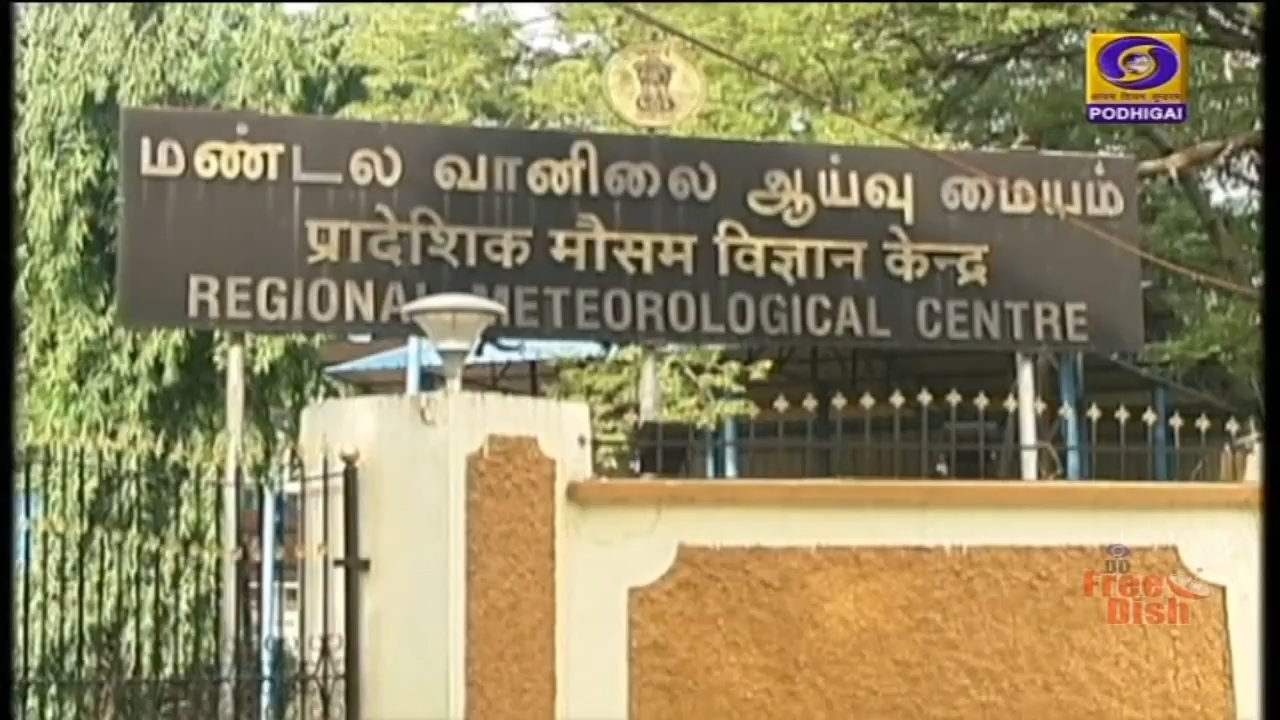 மண்டல வானிலை ஆய்வு மையம்
प्रादेशिक मौसम विज्ञान केन्द्र
REGIONAL METEOROLOGICAL CENTRE
PODHIGAI
DD
Free
Dish